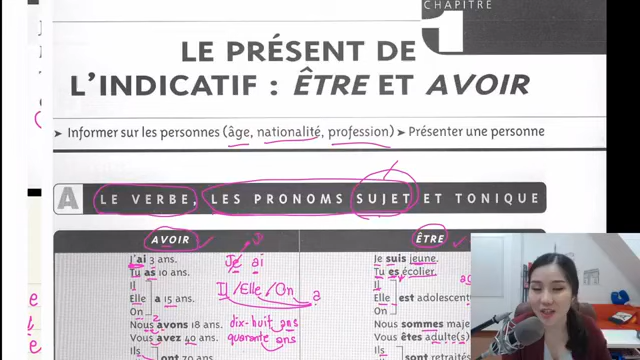 CHAPITRE
1
LE PRÉSENT DE
L'INDICATIF : ÊTRE ET AVOIR
➤ Informer sur les personnes (âge, nationalité, profession) ➤ Présenter une personne
A LE VERBE, LES PRONOMS SUJET ET TONIQUE
AVOIR
J'ai 3 ans.
Tu as 10 ans.
Il
Elle a 15 ans.
On
Nous avons 18 ans.
Vous avez 40 ans.
Ils
ont 70 ans.
Je ai
Il /Elle /On a
dix-huit ans
quarante ans
ÊTRE
Je suis jeune.
Tu es écolier.
Il
Elle est adolescent
On
Nous sommes maje
Vous êtes adulte(s)
Ils
sont retraités